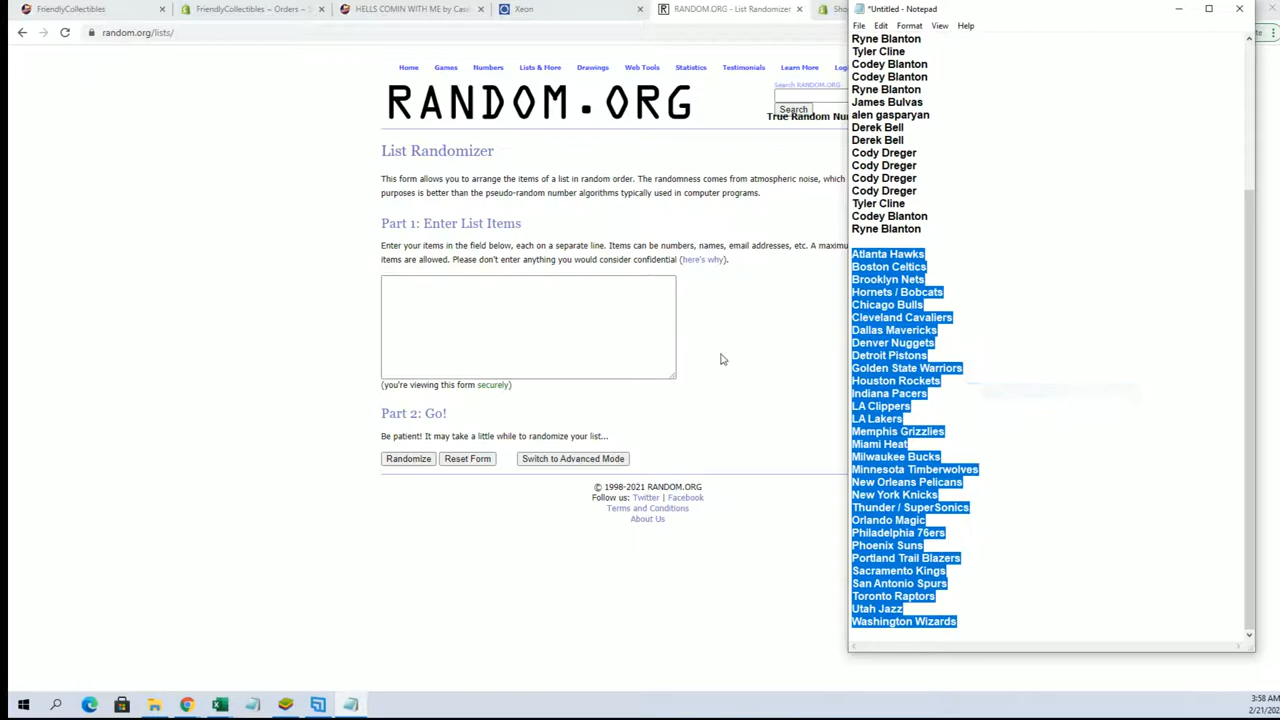 FriendlyCollectibles
FriendlyCollectibles ~ Orders ~ S
HELLS COMIN WITH ME by Case
Xeon
RANDOM.ORG - List Randomizer
Sho
random.org/lists/
Home Games Numbers Lists & More Drawings Web Tools Statistics Testimonials Learn More Log
Search RANDOM.ORG
RANDOM.ORG
Search
True Random Nu
List Randomizer
This form allows you to arrange the items of a list in random order. The randomness comes from atmospheric noise, which
purposes is better than the pseudo-random number algorithms typically used in computer programs.
Part 1: Enter List Items
Enter your items in the field below, each on a separate line. Items can be numbers, names, email addresses, etc. A maximu
items are allowed. Please don't enter anything you would consider confidential (here's why).
(you're viewing this form securely)
Part 2: Go!
Be patient! It may take a little while to randomize your list...
Randomize Reset Form Switch to Advanced Mode
© 1998-2021 RANDOM.ORG
Follow us: Twitter | Facebook
Terms and Conditions
About Us
*Untitled - Notepad
File Edit Format View Help
Ryne Blanton
Tyler Cline
Codey Blanton
Codey Blanton
Ryne Blanton
James Bulvas
alen gasparyan
Derek Bell
Derek Bell
Cody Dreger
Cody Dreger
Cody Dreger
Cody Dreger
Tyler Cline
Codey Blanton
Ryne Blanton
Atlanta Hawks
Boston Celtics
Brooklyn Nets
Hornets / Bobcats
Chicago Bulls
Cleveland Cavaliers
Dallas Mavericks
Denver Nuggets
Detroit Pistons
Golden State Warriors
Houston Rockets
Indiana Pacers
LA Clippers
LA Lakers
Memphis Grizzlies
Miami Heat
Milwaukee Bucks
Minnesota Timberwolves
New Orleans Pelicans
New York Knicks
Thunder / SuperSonics
Orlando Magic
Philadelphia 76ers
Phoenix Suns
Portland Trail Blazers
Sacramento Kings
San Antonio Spurs
Toronto Raptors
Utah Jazz
Washington Wizards
3:58 AM
2/21/202